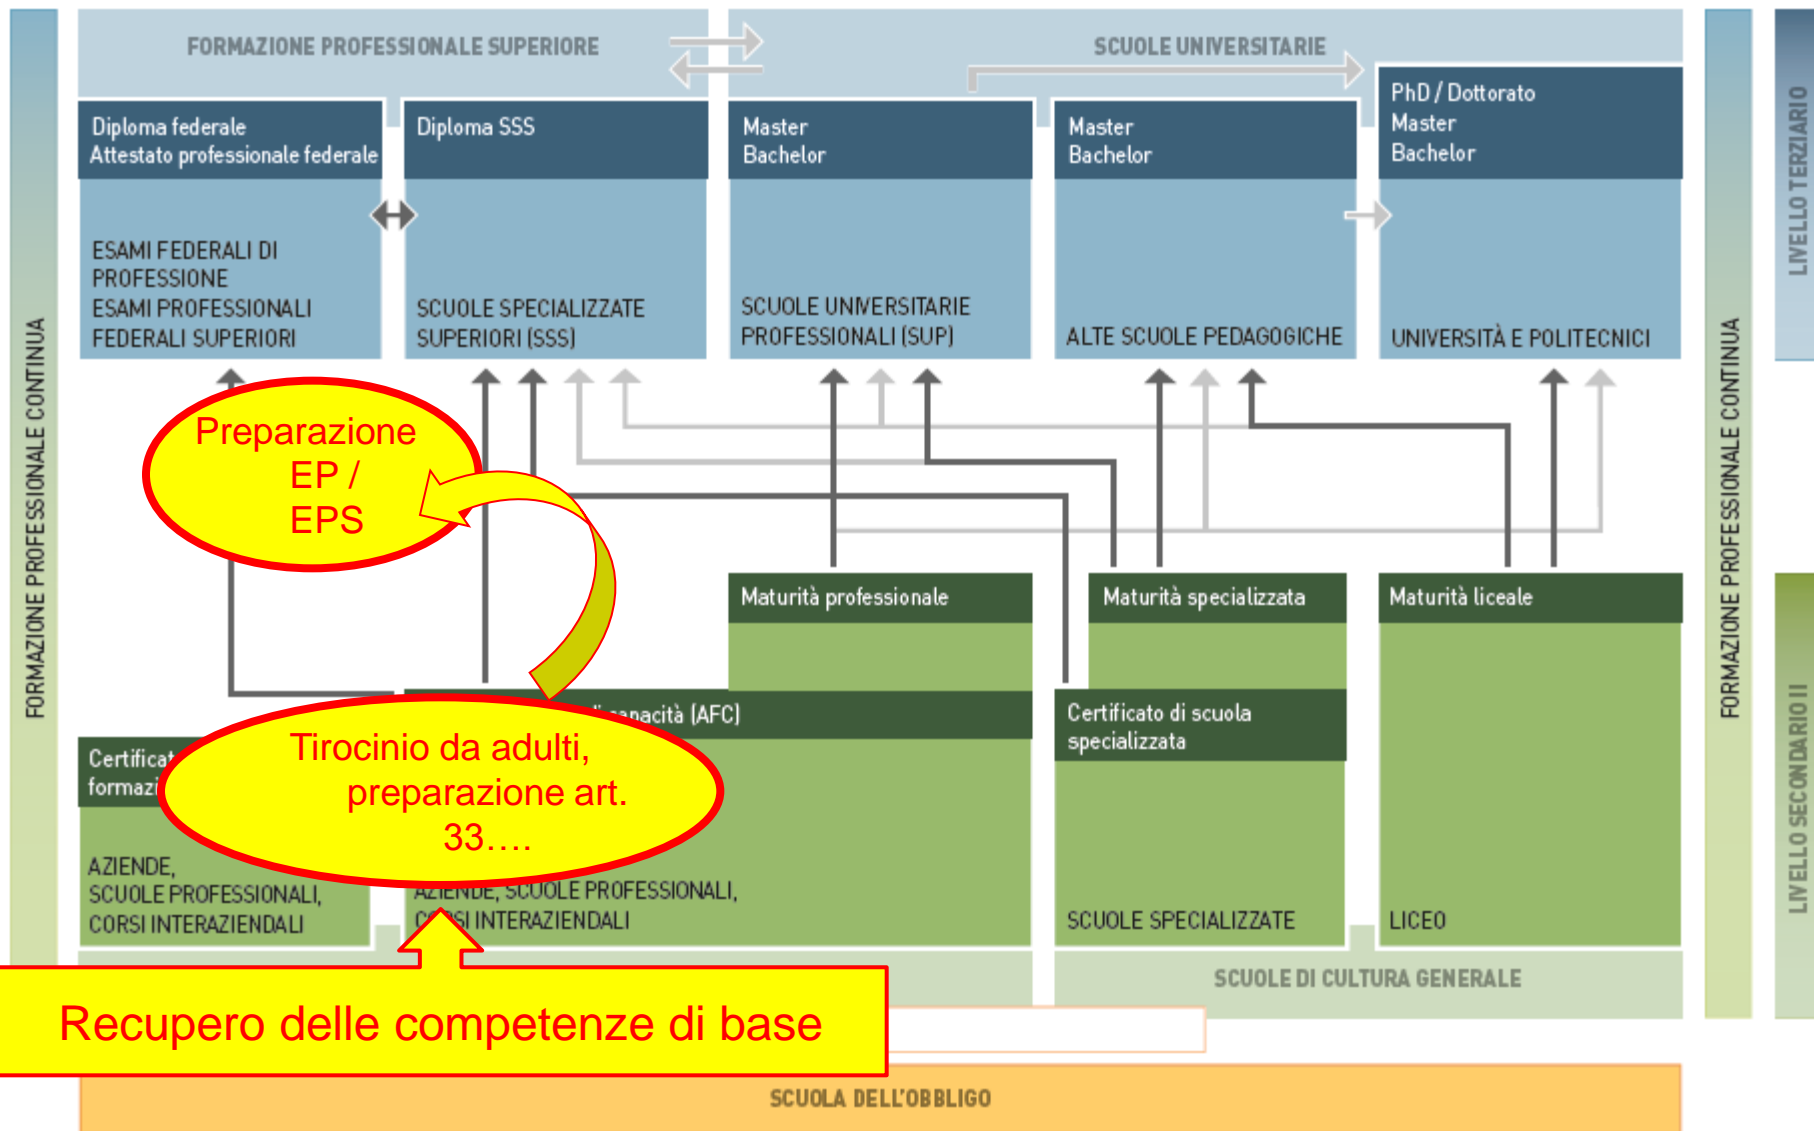 FORMAZIONE PROFESSIONALE SUPERIORE
SCUOLE UNIVERSITARIE
Diploma federale
Attestato professionale federale
Diploma SSS
Master
Bachelor
Master
Bachelor
PhD / Dottorato
Master
Bachelor
ESAMI FEDERALI DI
PROFESSIONE
ESAMI PROFESSIONALI
FEDERALI SUPERIORI
SCUOLE SPECIALIZZATE
SUPERIORI (SSS)
SCUOLE UNIVERSITARIE
PROFESSIONALI (SUP)
ALTE SCUOLE PEDAGOGICHE
UNIVERSITÀ E POLITECNICI
FORMAZIONE PROFESSIONALE CONTINUA
FORMAZIONE PROFESSIONALE CONTINUA
LIVELLO TERZIARIO
LIVELLO SECONDARIO II
Preparazione
EP /
EPS
Maturità professionale
Maturità specializzata
Maturità liceale
capacità (AFC)
Certificato di scuola
specializzata
Tirocinio da adulti,
preparazione art.
33....
AZIENDE,
SCUOLE PROFESSIONALI,
CORSI INTERAZIENDALI
AZIENDE, SCUOLE PROFESSIONALI,
CORSI INTERAZIENDALI
SCUOLE SPECIALIZZATE
LICEO
SCUOLE DI CULTURA GENERALE
Recupero delle competenze di base
SCUOLA DELL'OBBLIGO